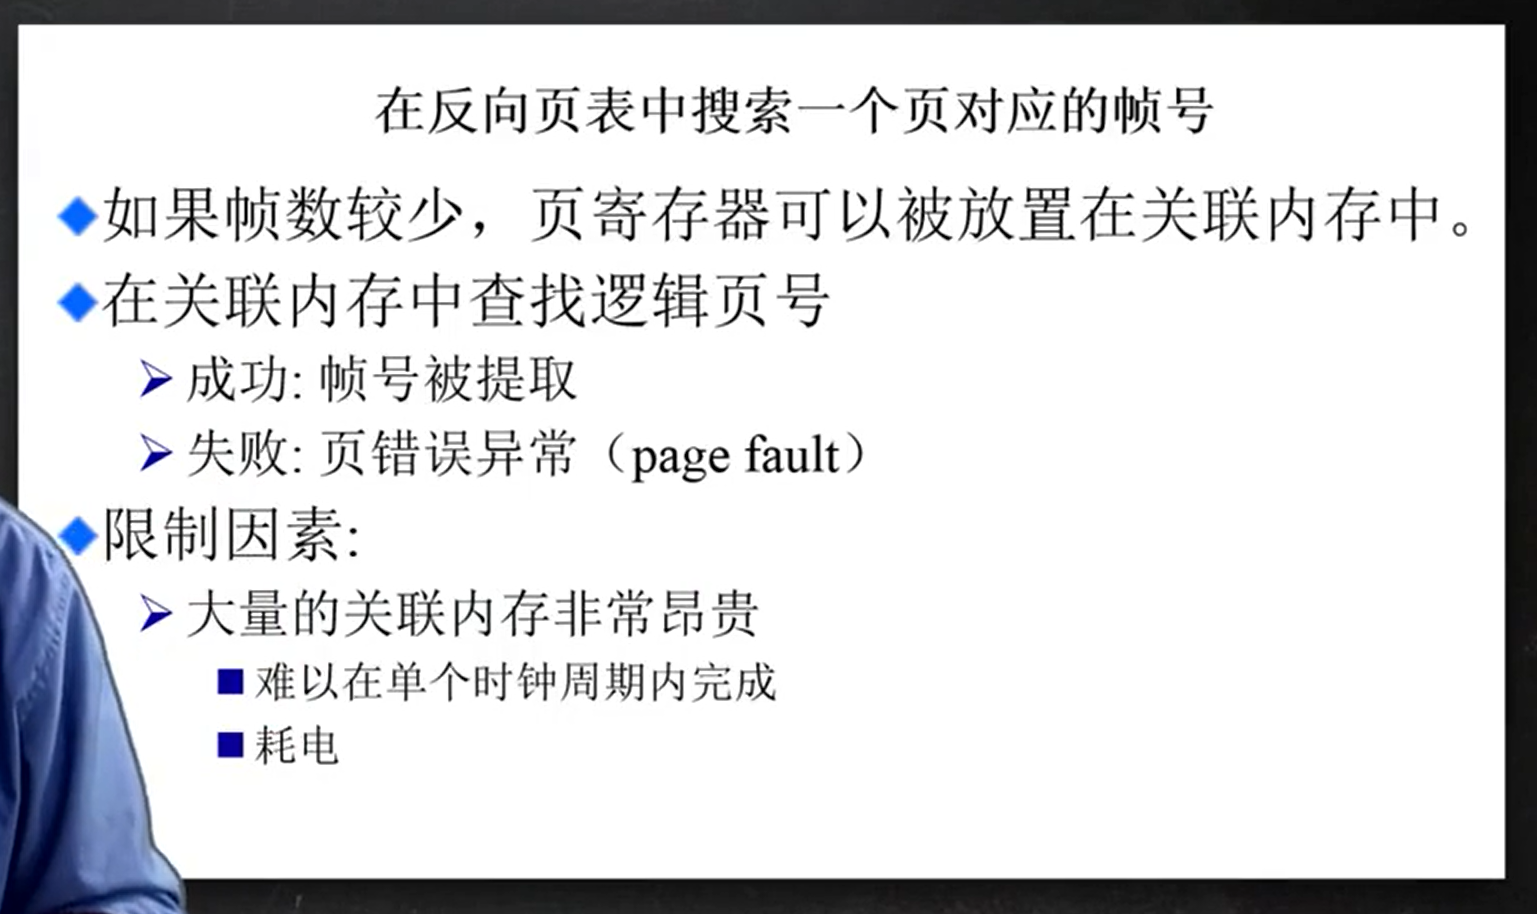 在反向页表中搜索一个页对应的帧号
如果帧数较少，页寄存器可以被放置在关联内存中。
在关联内存中查找逻辑页号
成功: 帧号被提取
失败: 页错误异常（page fault）
限制因素:
大量的关联内存非常昂贵
难以在单个时钟周期内完成
耗电